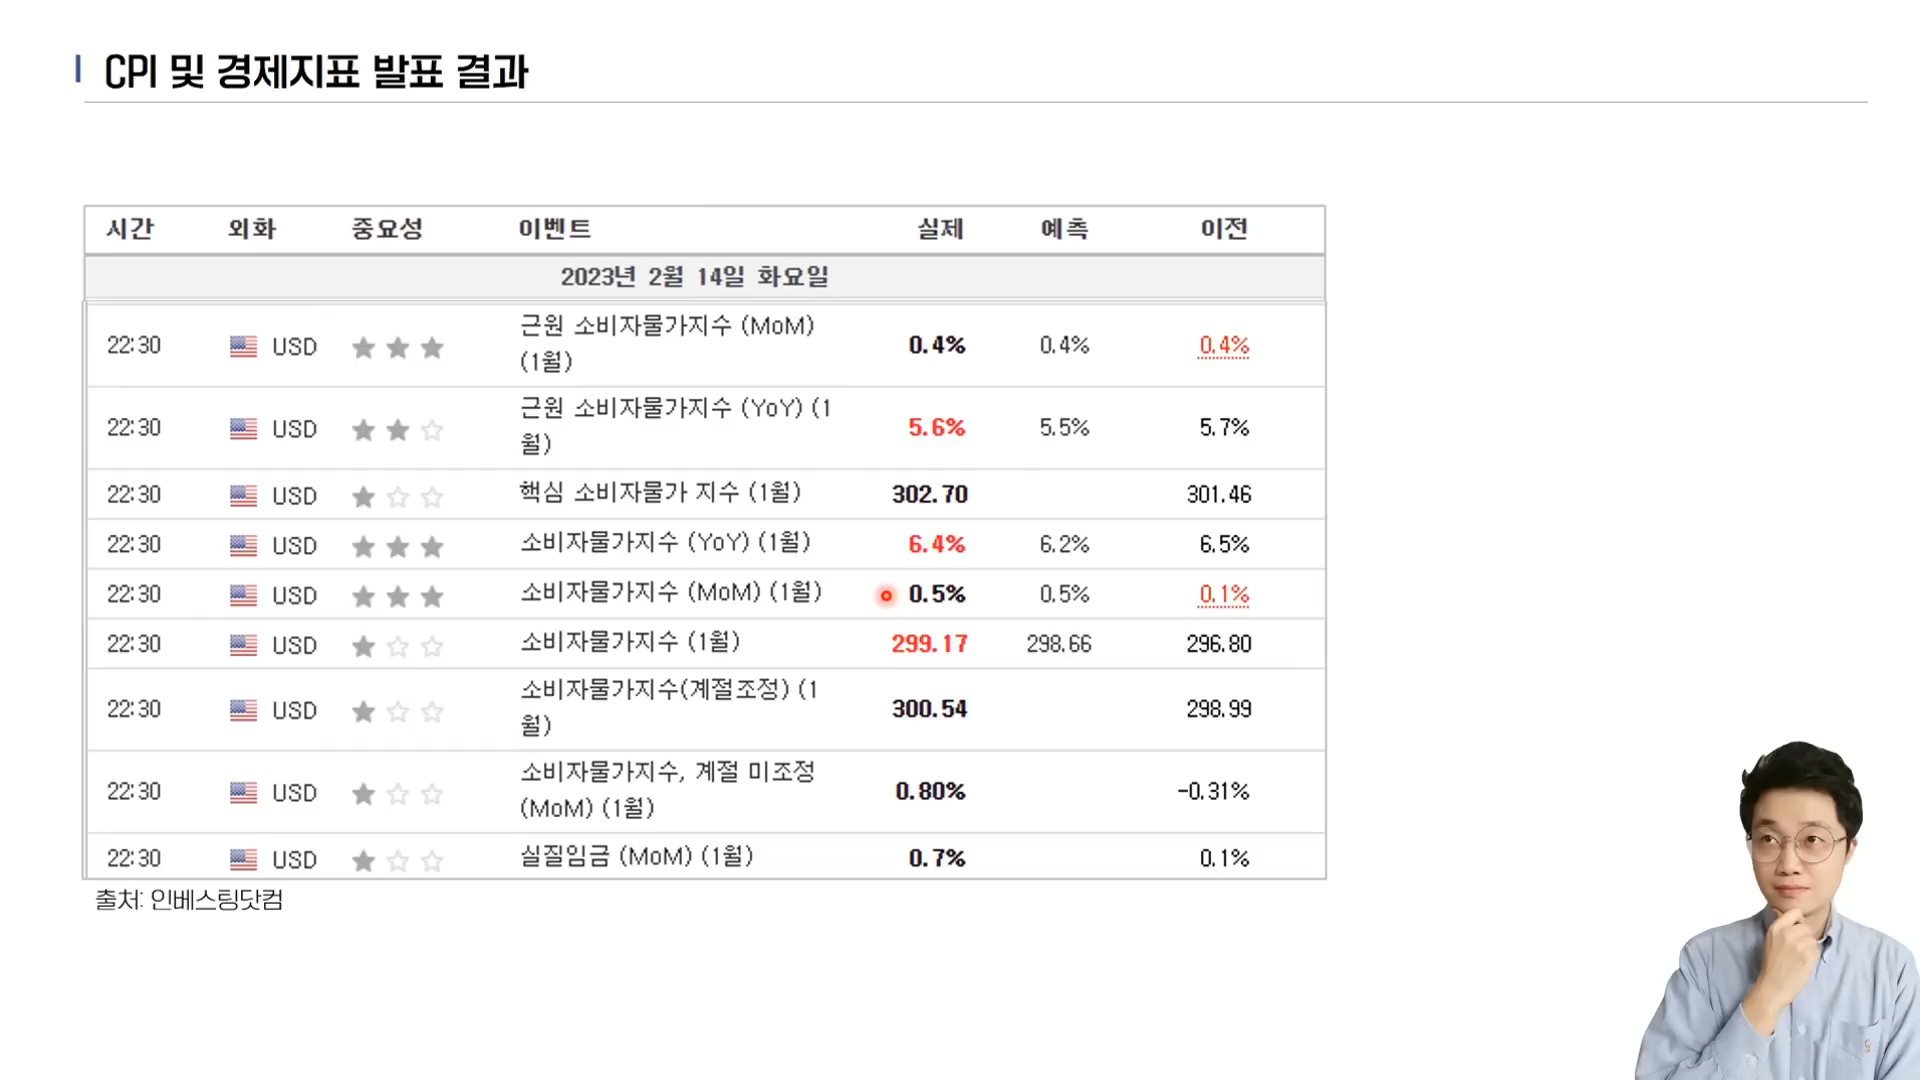 CPI 및 경제지표 발표 결과
시간 외화 중요성 이벤트 실제 예측 이전
2023년 2월 14일 화요일
22:30 USD 근원 소비자물가지수 (MoM) 0.4% 0.4% 0.4%
(1월)
22:30 USD 근원 소비자물가지수 (YoY) (1 5.6% 5.5% 5.7%
월)
22:30 USD 핵심 소비자물가 지수 (1월) 302.70 301.46
22:30 USD 소비자물가지수 (YoY) (1월) 6.4% 6.2% 6.5%
22:30 USD 소비자물가지수 (MoM) (1월) 0.5% 0.5% 0.1%
22:30 USD 소비자물가지수 (1월) 299.17 298.66 296.80
22:30 USD 소비자물가지수(계절조정) (1 300.54 298.99
월)
22:30 USD 소비자물가지수, 계절 미조정 0.80% -0.31%
(MoM) (1월)
22:30 USD 실질임금 (MoM) (1월) 0.7% 0.1%
출처: 인베스팅닷컴